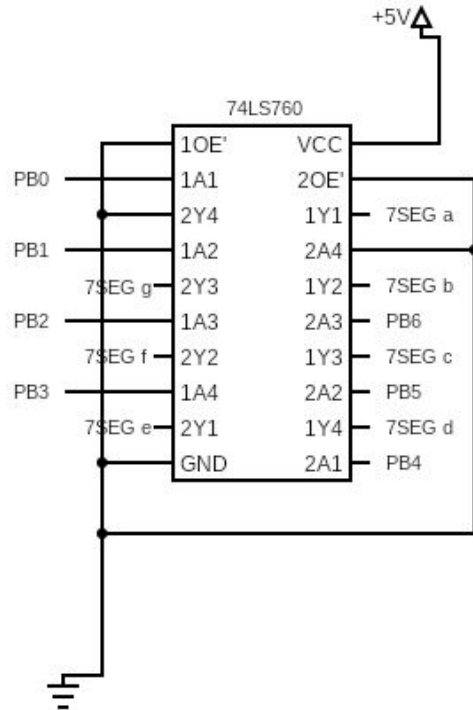 +5V
74LS760
1OE' VCC
PB0 1A1 2OE'
2Y4 1Y1 7SEG a
PB1 1A2 2A4
7SEG g 2Y3 1Y2 7SEG b
PB2 1A3 2A3 PB6
7SEG f 2Y2 1Y3 7SEG c
PB3 1A4 2A2 PB5
7SEG e 2Y1 1Y4 7SEG d
GND 2A1 PB4